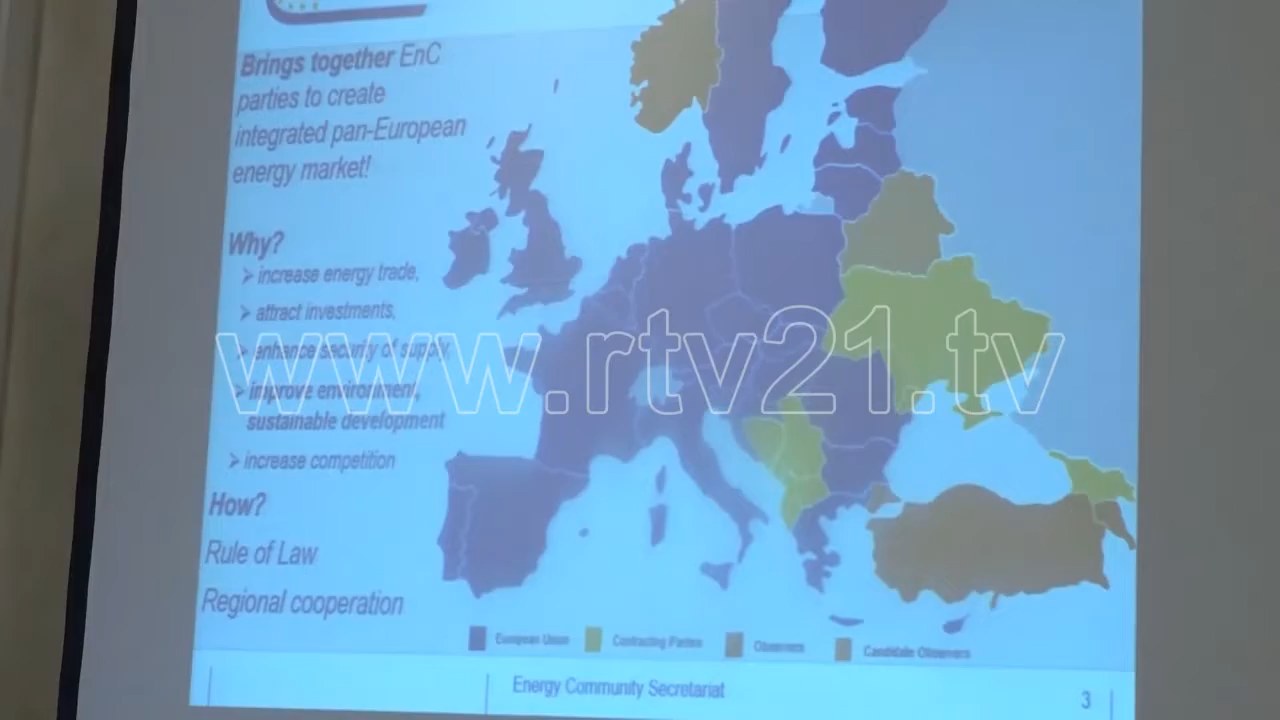 Brings together EnC
parties to create
integrated pan-European
energy market!
Why?
➢ increase energy trade,
➢ attract investments,
➢ enhance security of supply,
➢ improve environment,
sustainable development
➢ increase competition
How?
Rule of Law
Regional cooperation
www.rtv21.tv
European Union
Contracting Parties
Observers
Candidate Observers
Energy Community Secretariat
3